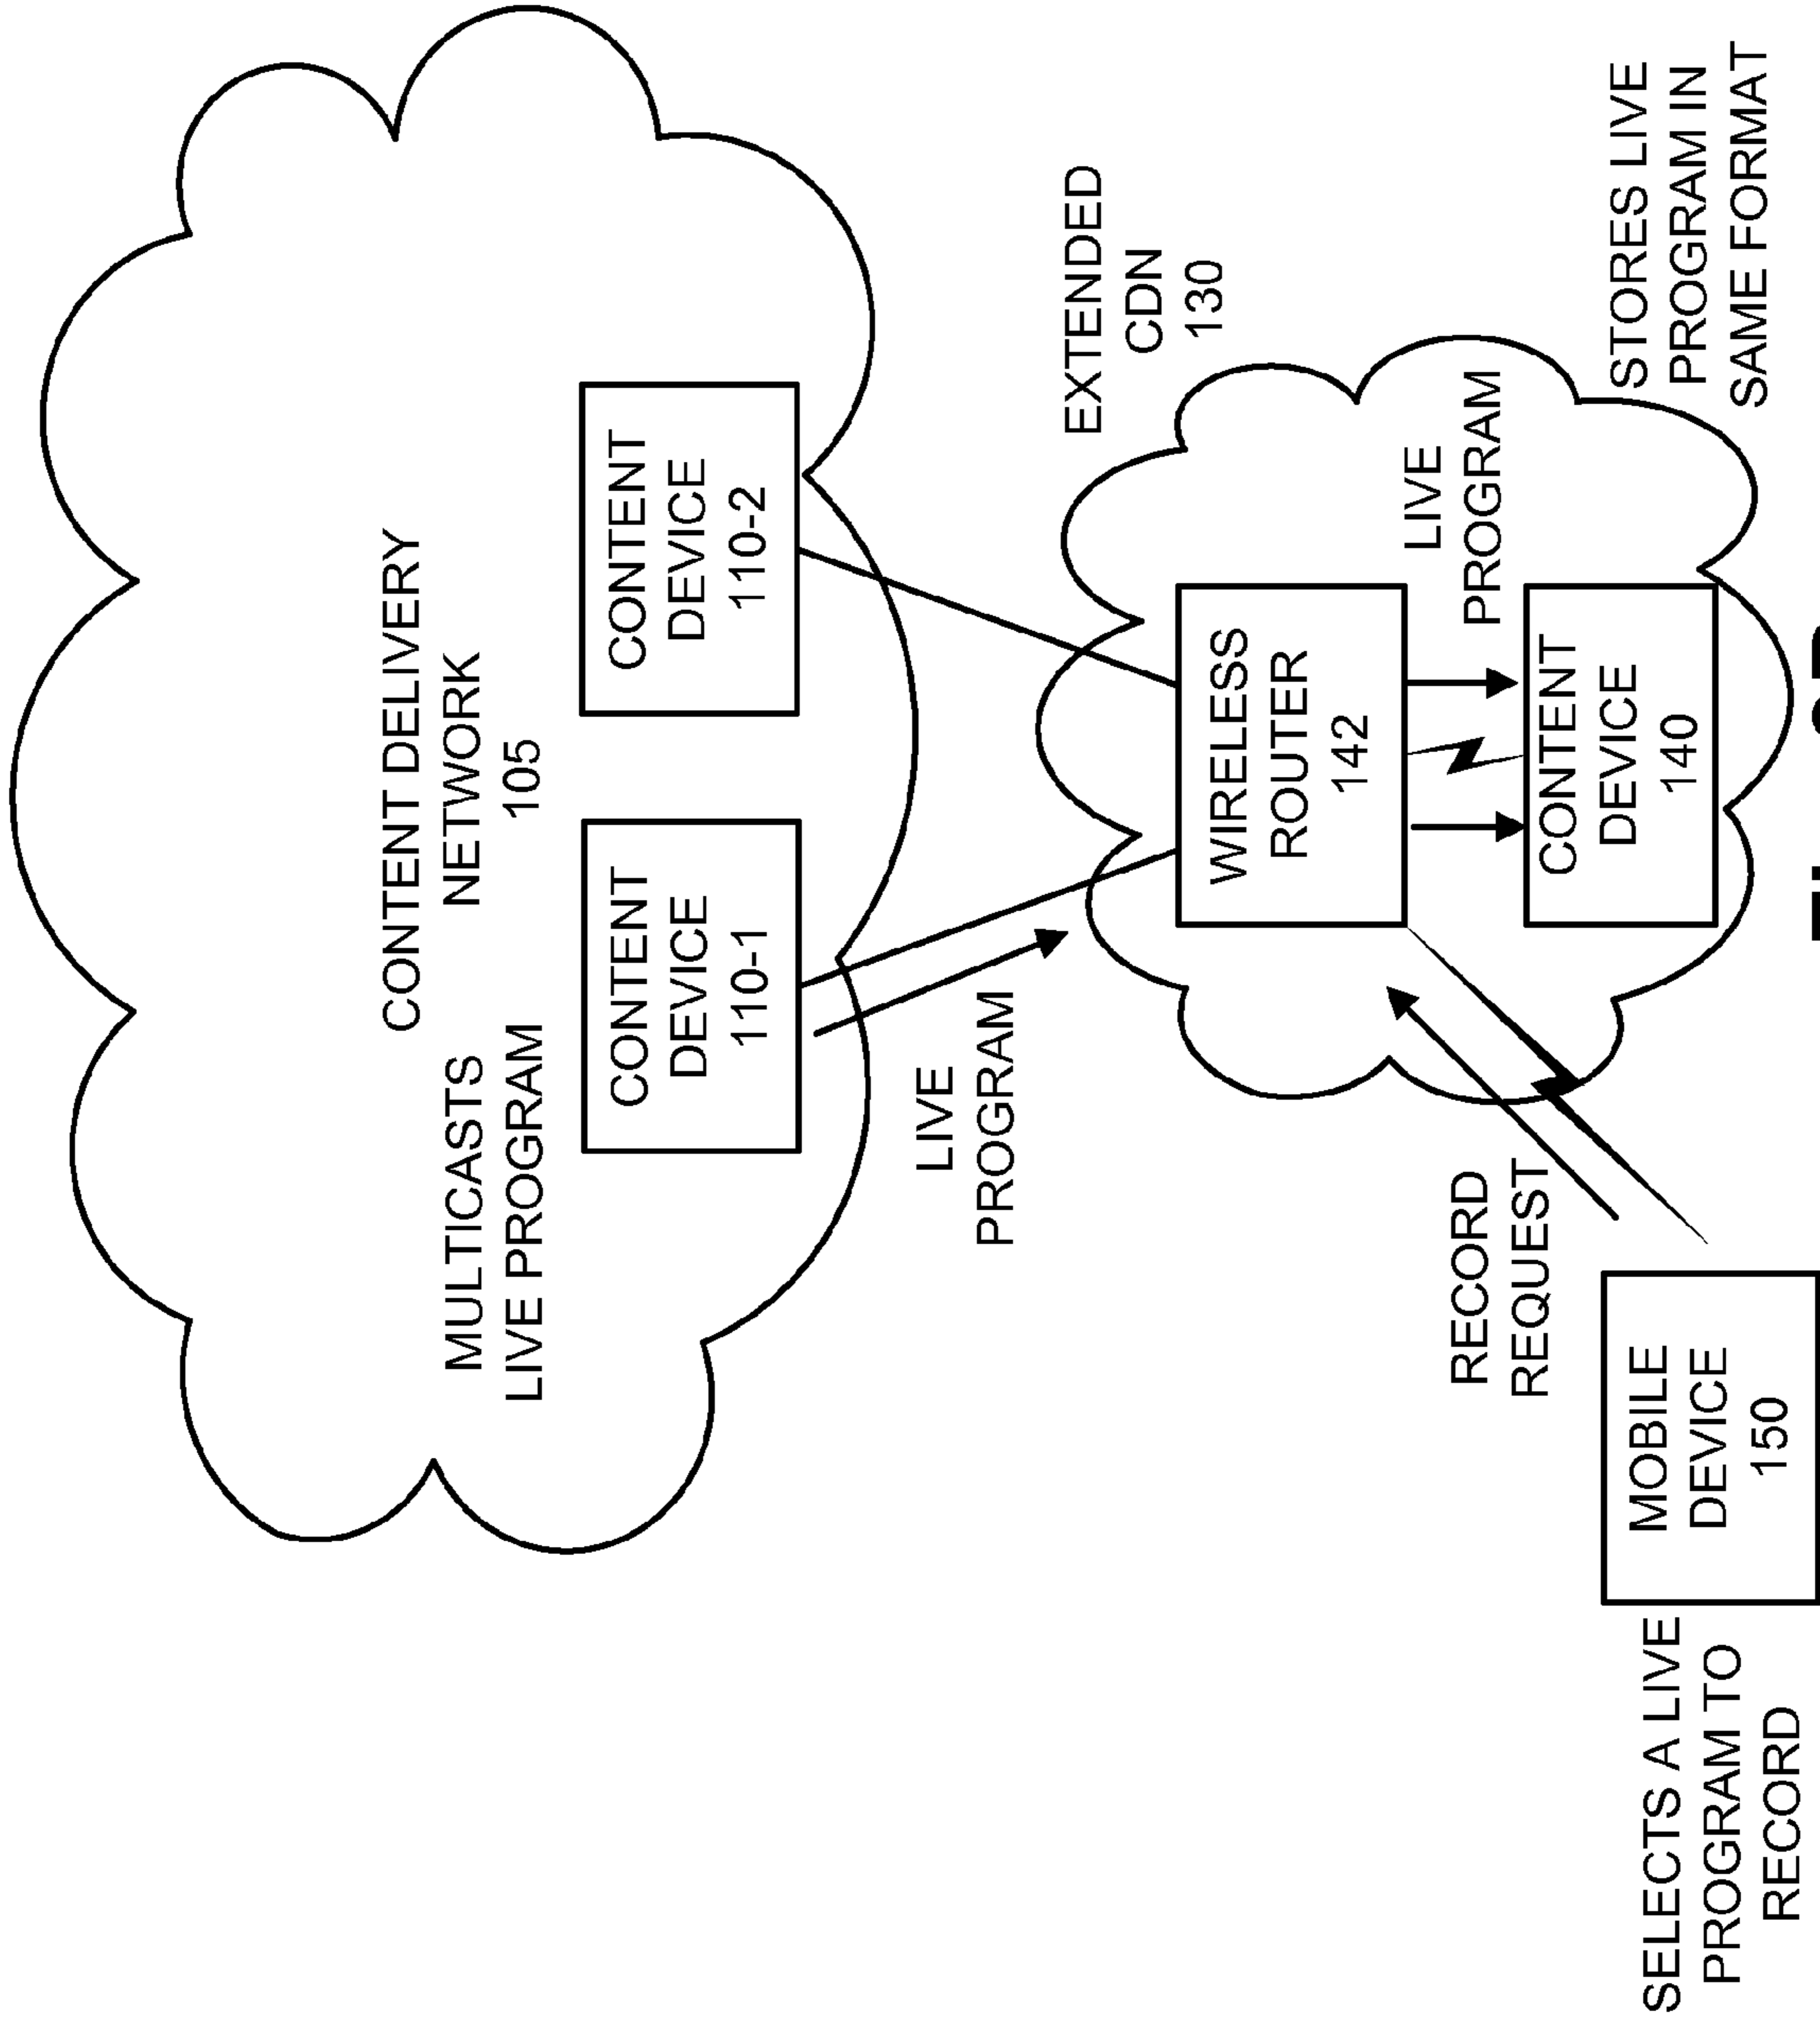 CONTENT DELIVERY
NETWORK
105
MULTICASTS
LIVE PROGRAM
CONTENT
DEVICE
110-1
CONTENT
DEVICE
110-2
LIVE
PROGRAM
EXTENDED
CDN
130
WIRELESS
ROUTER
142
LIVE
PROGRAM
RECORD
REQUEST
CONTENT
DEVICE
140
STORES LIVE
PROGRAM IN
SAME FORMAT
SELECTS A LIVE
PROGRAM TO
RECORD
MOBILE
DEVICE
150